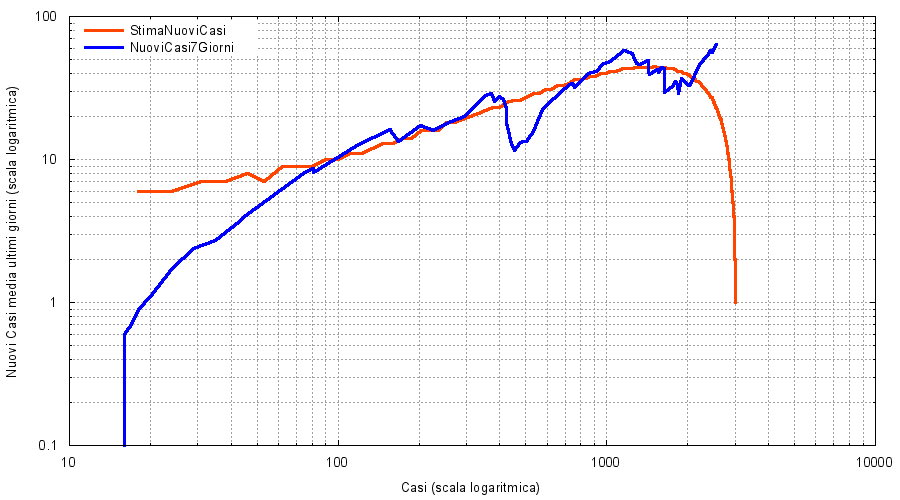 100
StimaNuoviCasi
NuoviCasi7Giorni
10
1
0.1
Nuovi Casi media ultimi giorni (scala logaritmica)
10
100
1000
10000
Casi (scala logaritmica)